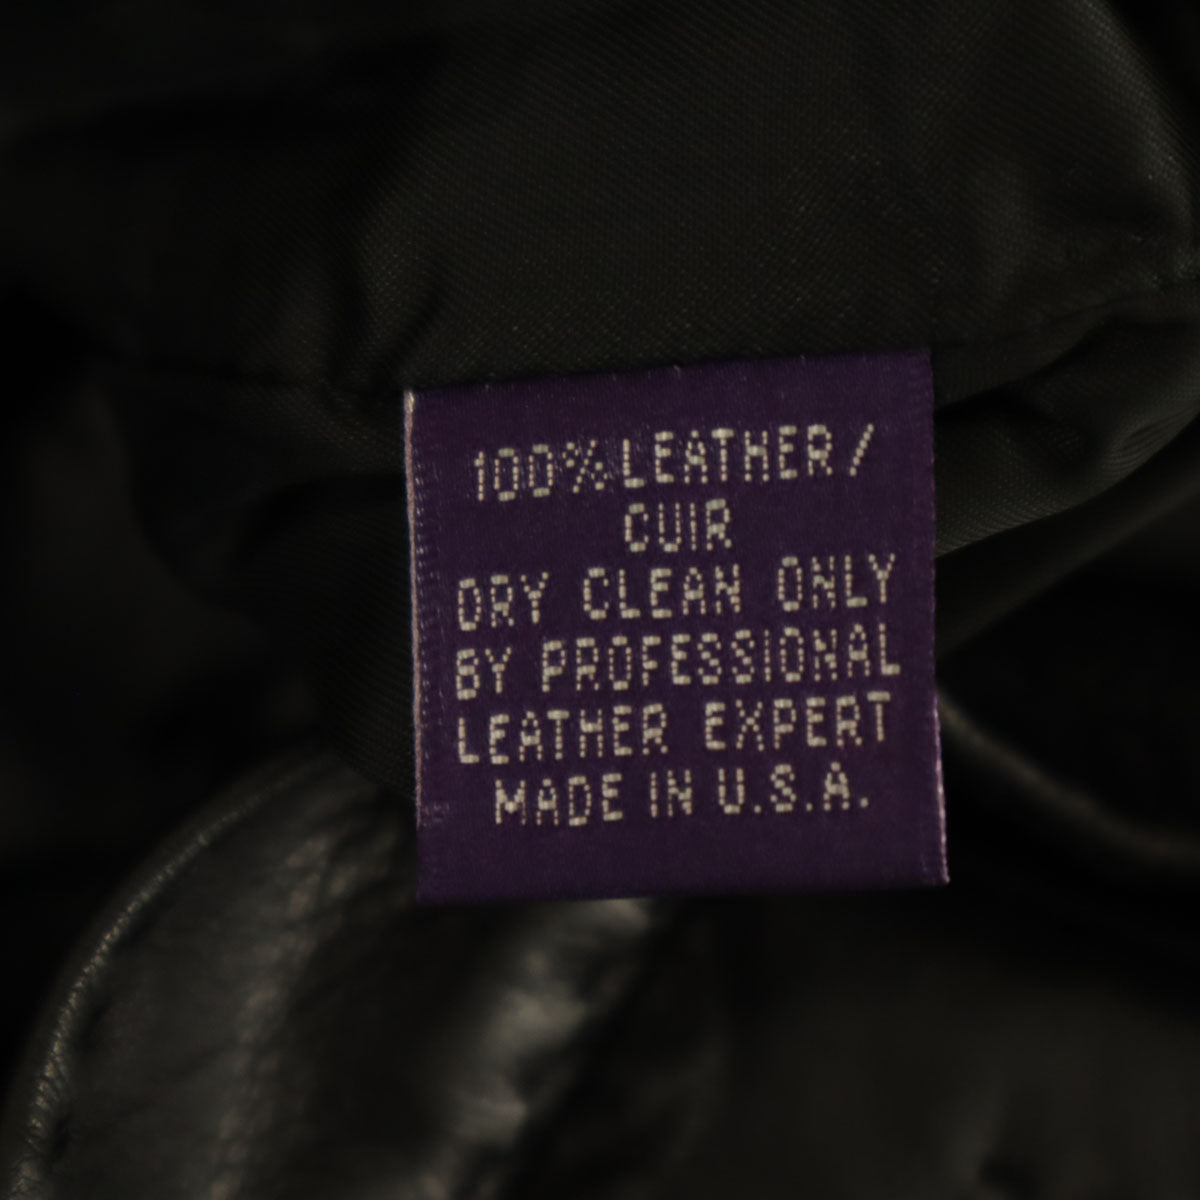 100% LEATHER/
CUIR
DRY CLEAN ONLY
BY PROFESSIONAL
LEATHER EXPERT
MADE IN U.S.A.